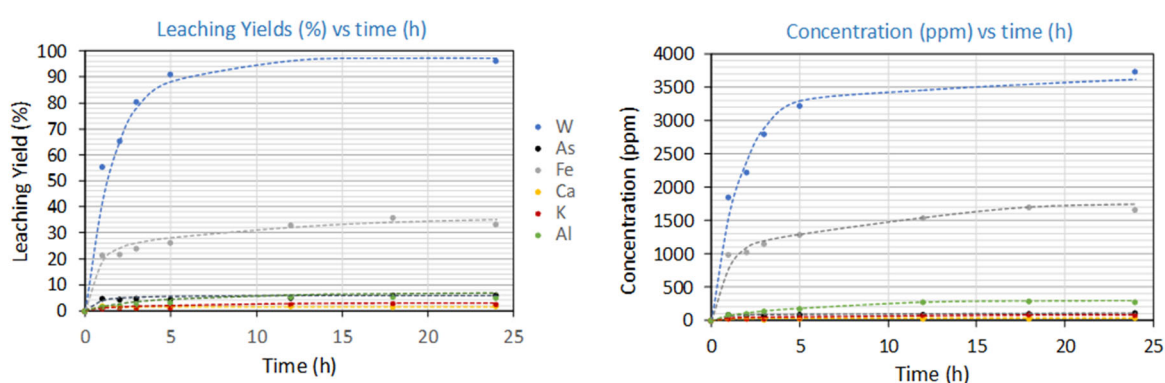 Leaching Yields (%) vs time (h)
Leaching Yield (%)
100
90
80
70
60
50
40
30
20
10
0
0 5 10 15 20 25
Time (h)
W
As
Fe
Ca
K
Al
Concentration (ppm) vs time (h)
Concentration (ppm)
4000
3500
3000
2500
2000
1500
1000
500
0
0 5 10 15 20 25
Time (h)